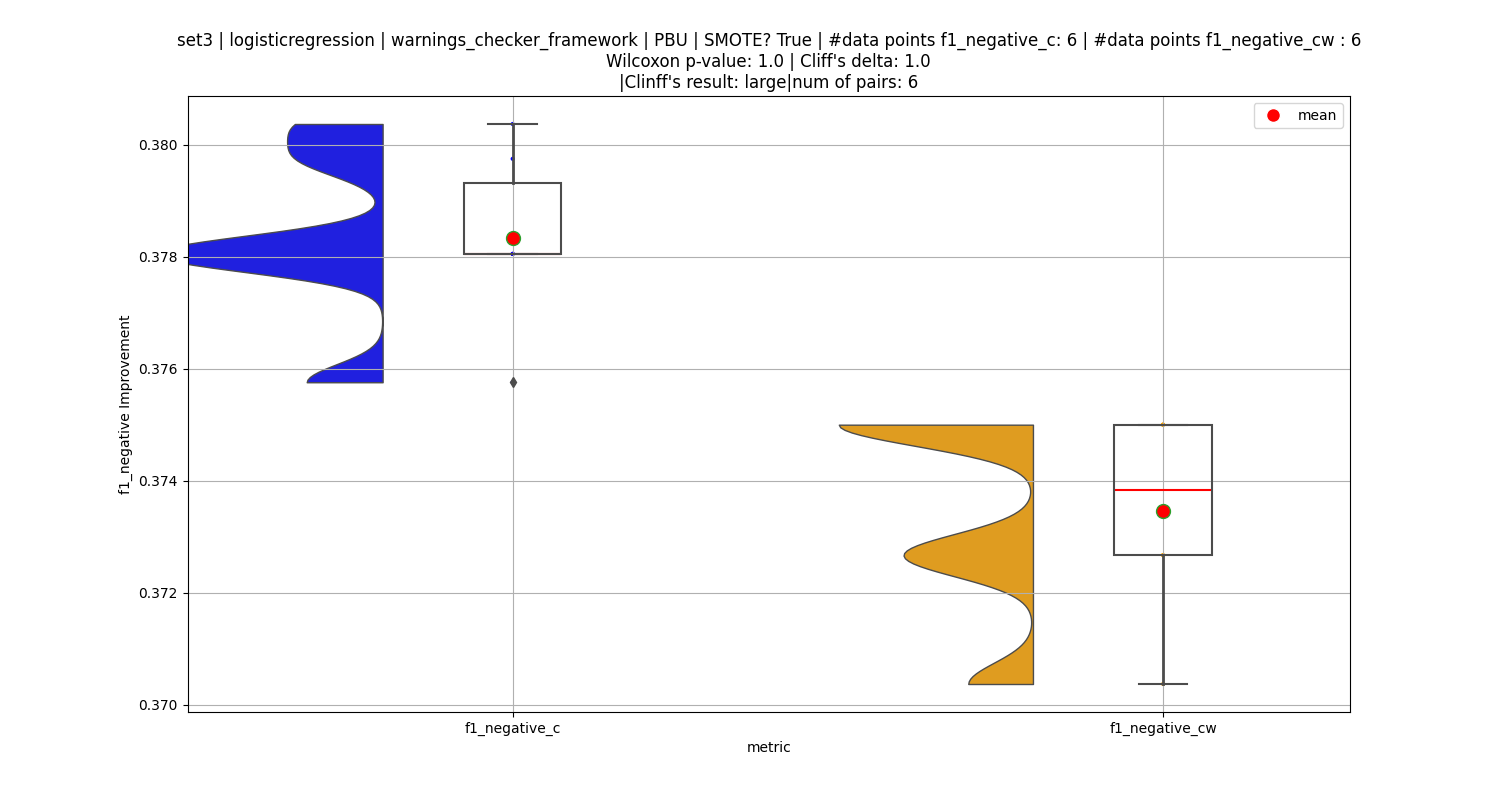 set3 | logisticregression | warnings_checker_framework | PBU | SMOTE? True | #data points f1_negative_c: 6 | #data points f1_negative_cw : 6
Wilcoxon p-value: 1.0 | Cliff's delta: 1.0
|Clinff's result: large|num of pairs: 6
mean
0.380
0.378
0.376
0.374
0.372
0.370
f1_negative Improvement
f1_negative_c
f1_negative_cw
metric